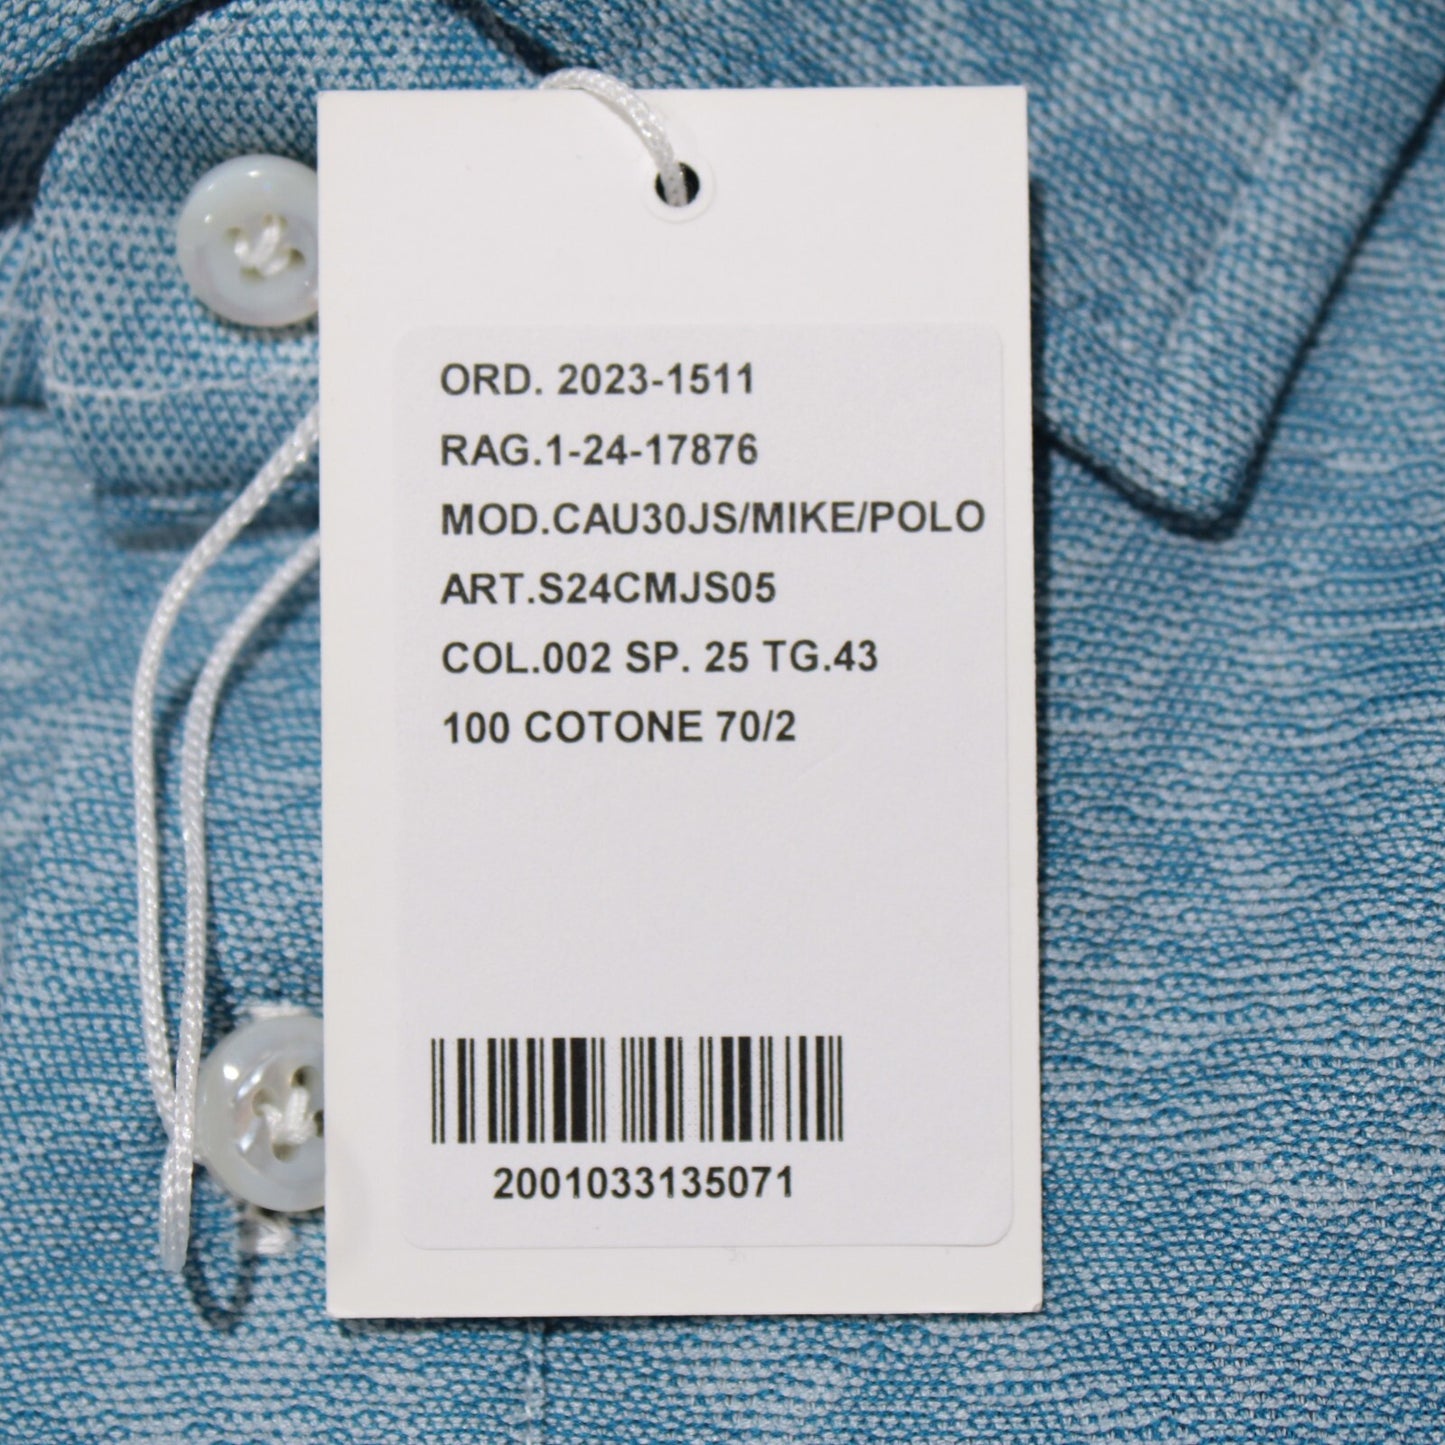 ORD. 2023-1511
RAG.1-24-17876
MOD.CAU30JS/MIKE/POLO
ART.S24CMJS05
COL.002 SP. 25 TG.43
100 COTONE 70/2
2001033135071